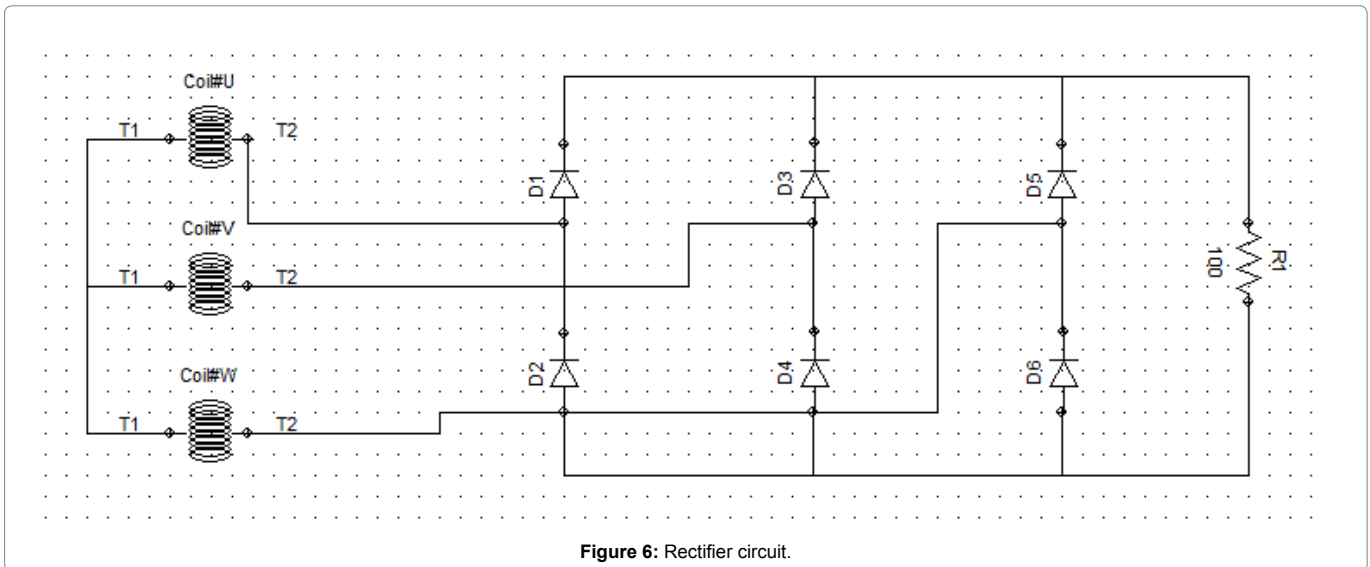 Coil#U
T1 T2
D1 D3 D5
Coil#V
T1 T2
R1
100
D2 D4 D6
Coil#W
T1 T2
Figure 6: Rectifier circuit.